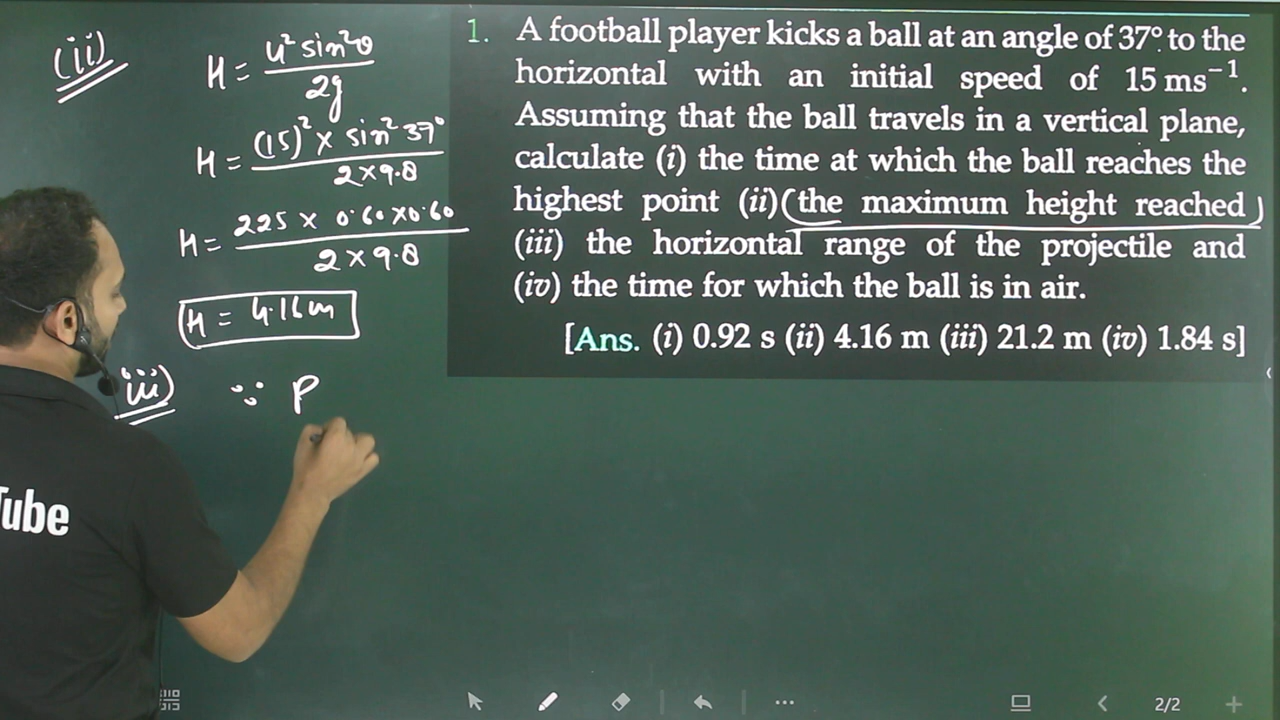 (ii)
H = u² sin²θ / 2g
H = (15)² × sin² 37° / 2×9.8
H = 225 × 0.60 × 0.60 / 2 × 9.8
H = 4.16m
iii) ∵ P
Tube
1. A football player kicks a ball at an angle of 37° to the
horizontal with an initial speed of 15 ms⁻¹.
Assuming that the ball travels in a vertical plane,
calculate (i) the time at which the ball reaches the
highest point (ii) (the maximum height reached)
(iii) the horizontal range of the projectile and
(iv) the time for which the ball is in air.
[Ans. (i) 0.92 s (ii) 4.16 m (iii) 21.2 m (iv) 1.84 s]
2/2